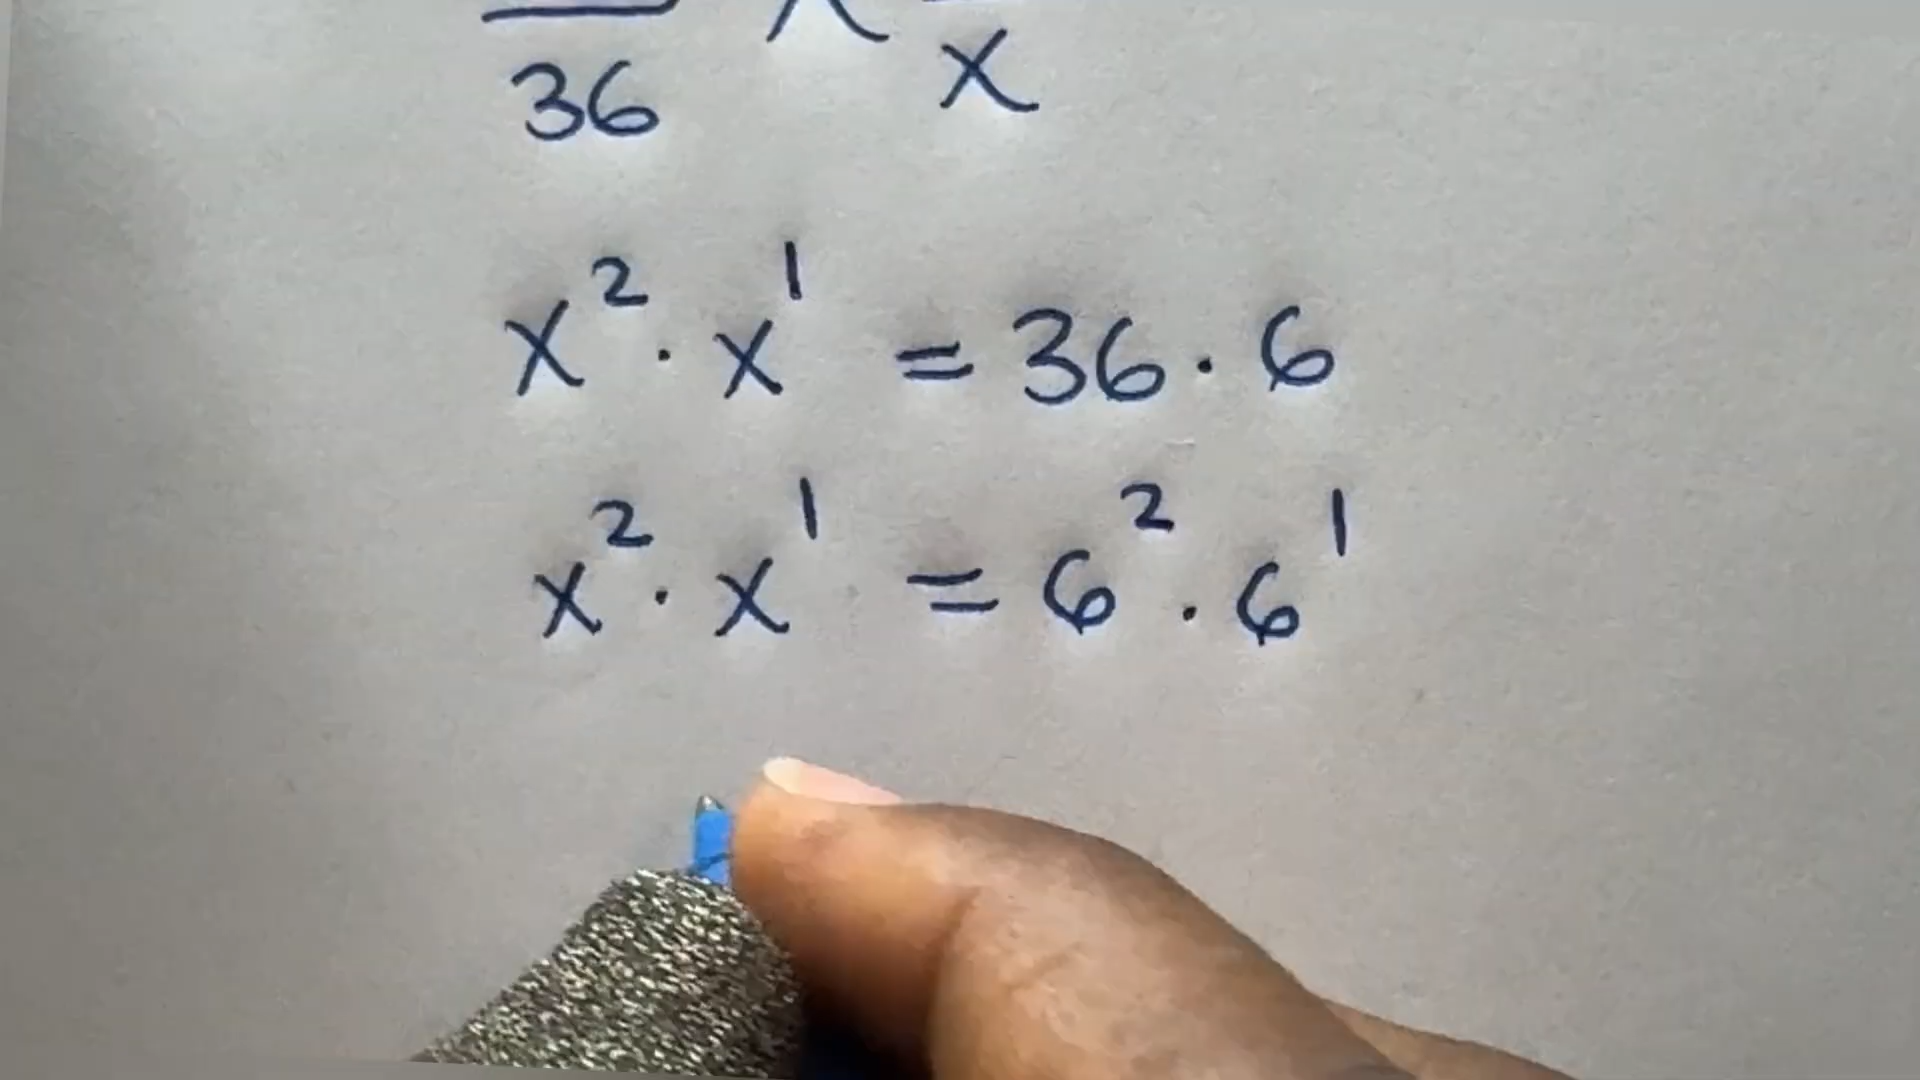 36 x
x² · x¹ = 36 · 6
x² · x¹ = 6² · 6¹